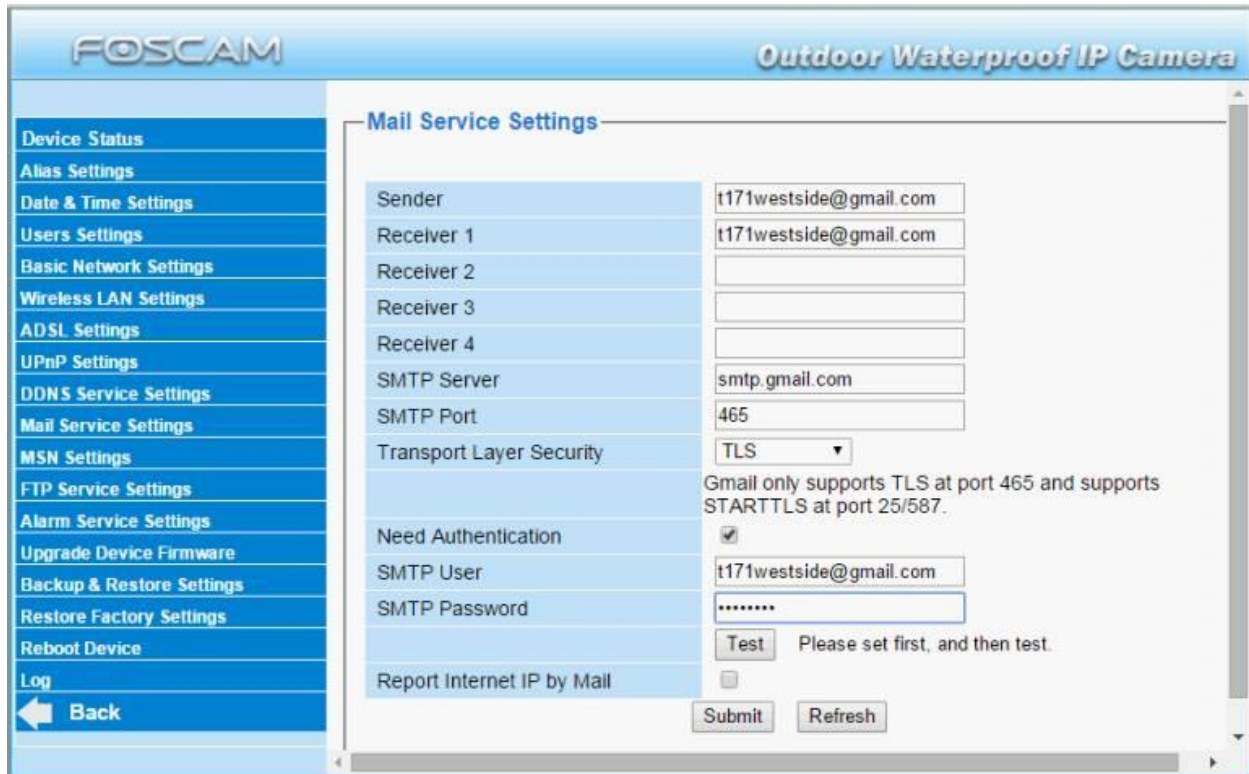 FOSCAM
Outdoor Waterproof IP Camera
Device Status
Alias Settings
Date & Time Settings
Users Settings
Basic Network Settings
Wireless LAN Settings
ADSL Settings
UPnP Settings
DDNS Service Settings
Mail Service Settings
MSN Settings
FTP Service Settings
Alarm Service Settings
Upgrade Device Firmware
Backup & Restore Settings
Restore Factory Settings
Reboot Device
Log
Back
Mail Service Settings
Sender t171westside@gmail.com
Receiver 1 t171westside@gmail.com
Receiver 2
Receiver 3
Receiver 4
SMTP Server smtp.gmail.com
SMTP Port 465
Transport Layer Security TLS
Gmail only supports TLS at port 465 and supports
STARTTLS at port 25/587.
Need Authentication
SMTP User t171westside@gmail.com
SMTP Password ••••••••
Test Please set first, and then test.
Report Internet IP by Mail
Submit Refresh